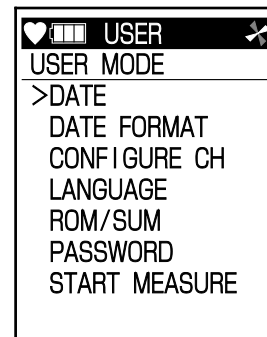 USER
USER MODE
>DATE
DATE FORMAT
CONFIGURE CH
LANGUAGE
ROM/SUM
PASSWORD
START MEASURE